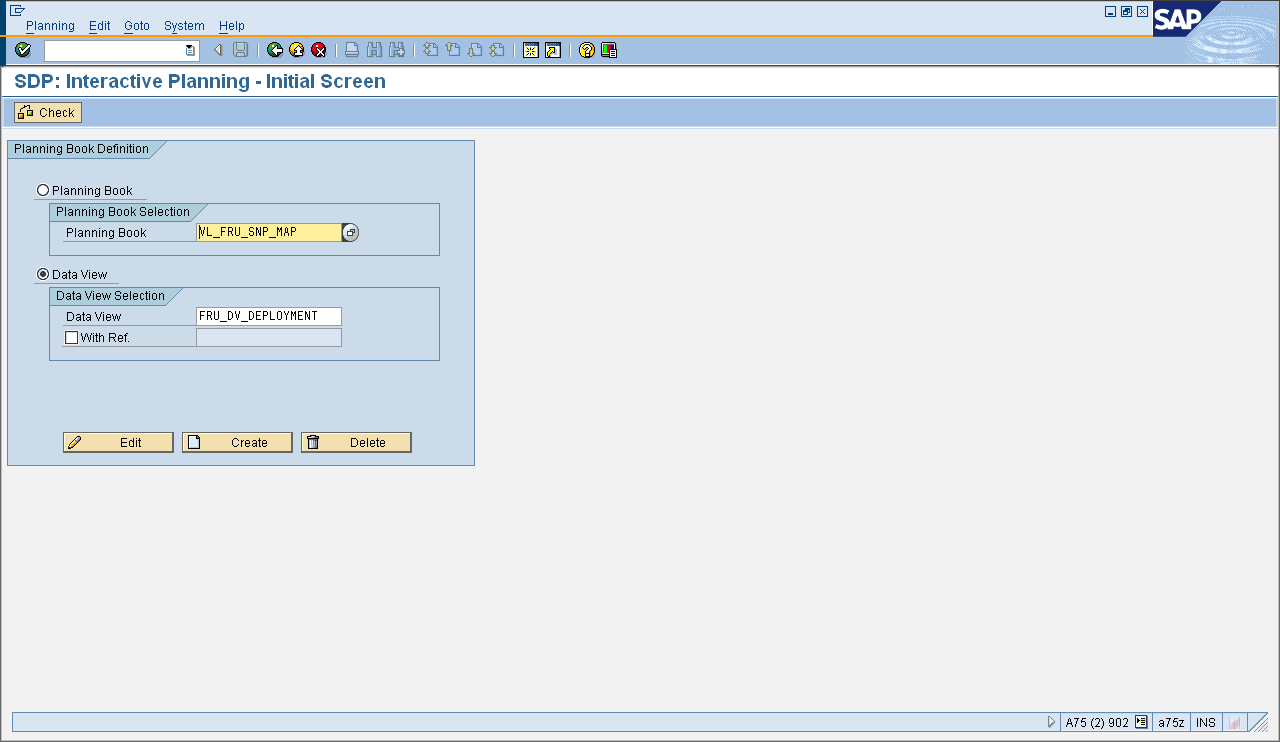 Planning Edit Goto System Help
SAP
SDP: Interactive Planning - Initial Screen
Check
Planning Book Definition
Planning Book
Planning Book Selection
Planning Book VL_FRU_SNP_MAP
Data View
Data View Selection
Data View FRU_DV_DEPLOYMENT
With Ref.
Edit Create Delete
A75 (2) 902 a75z INS